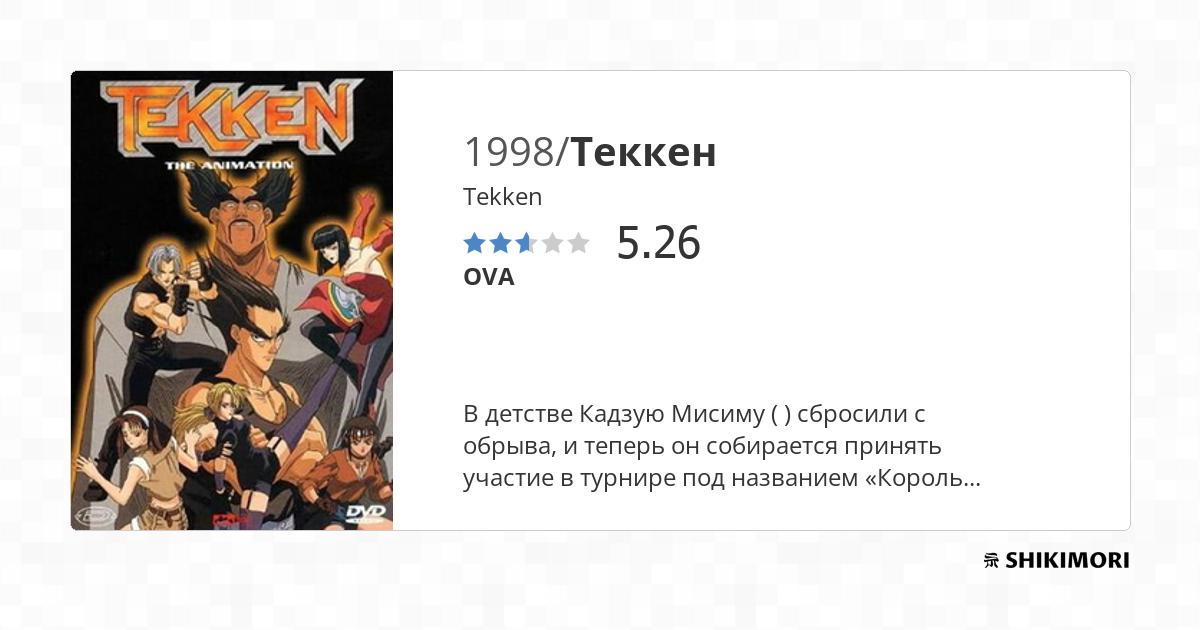 TEKKEN
THE ANIMATION
1998/Теккен
Tekken
5.26
OVA
В детстве Кадзую Мисиму ( ) сбросили с
обрыва, и теперь он собирается принять
участие в турнире под названием «Король...
DVD
SHIKIMORI